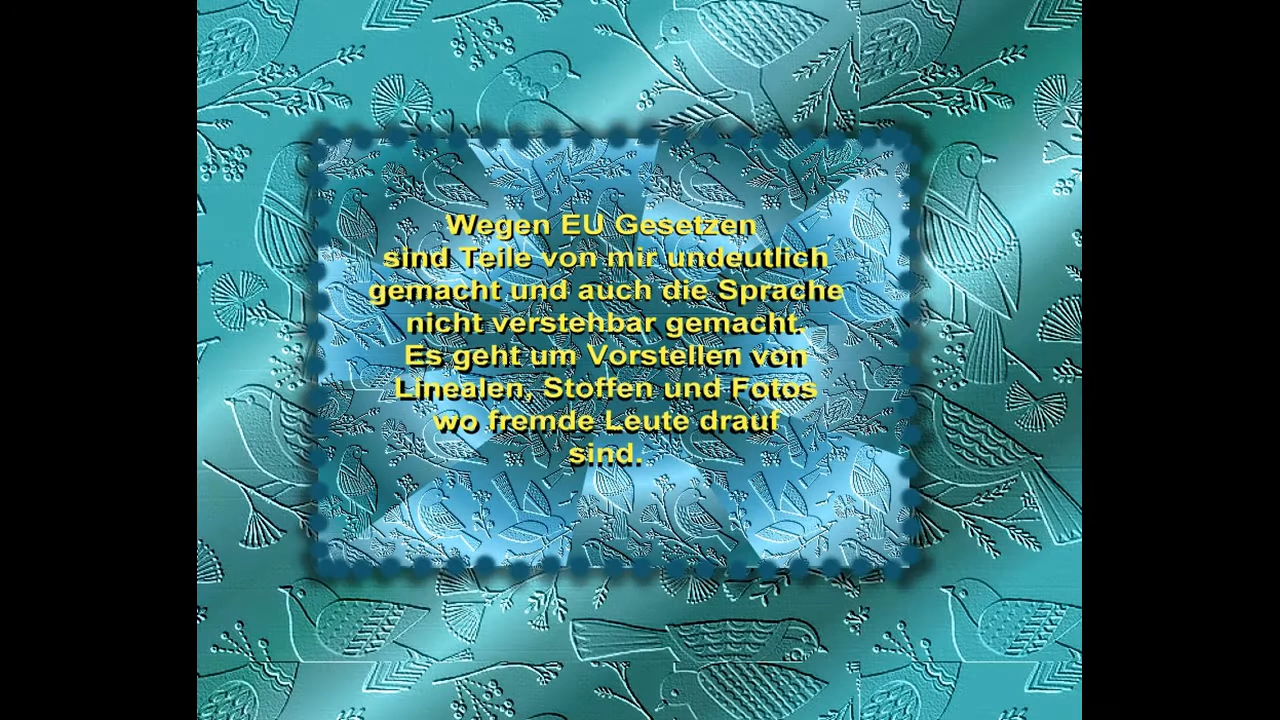 Wegen EU Gesetzen
sind Teile von mir undeutlich
gemacht und auch die Sprache
nicht verstehbar gemacht.
Es geht um Vorstellen von
Linealen, Stoffen und Fotos
wo fremde Leute drauf
sind.